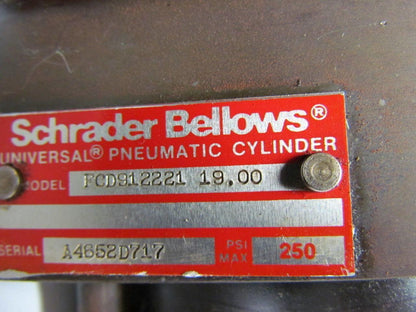 Schrader Bellows®
UNIVERSAL® PNEUMATIC CYLINDER
MODEL FCD912221 19.00
SERIAL A4652D717 PSI MAX 250